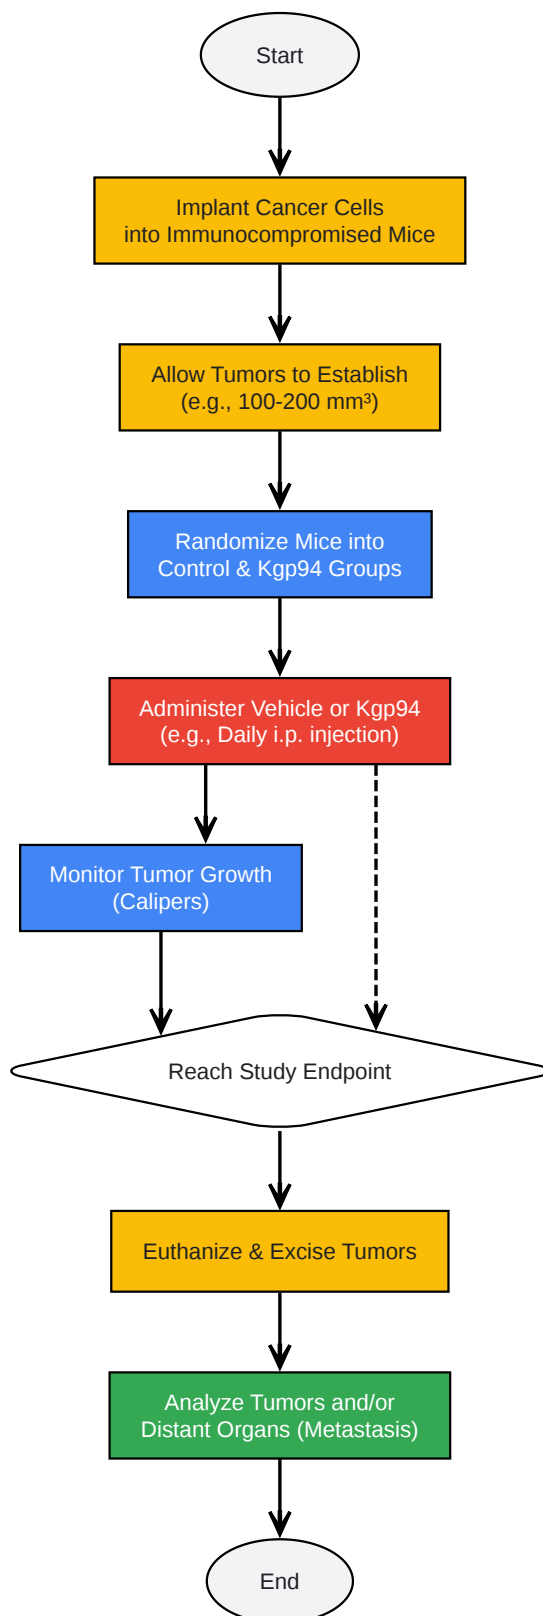 Start
Implant Cancer Cells
into Immunocompromised Mice
Allow Tumors to Establish
(e.g., 100-200 mm³)
Randomize Mice into
Control & Kgp94 Groups
Administer Vehicle or Kgp94
(e.g., Daily i.p. injection)
Monitor Tumor Growth
(Calipers)
Reach Study Endpoint
Euthanize & Excise Tumors
Analyze Tumors and/or
Distant Organs (Metastasis)
End